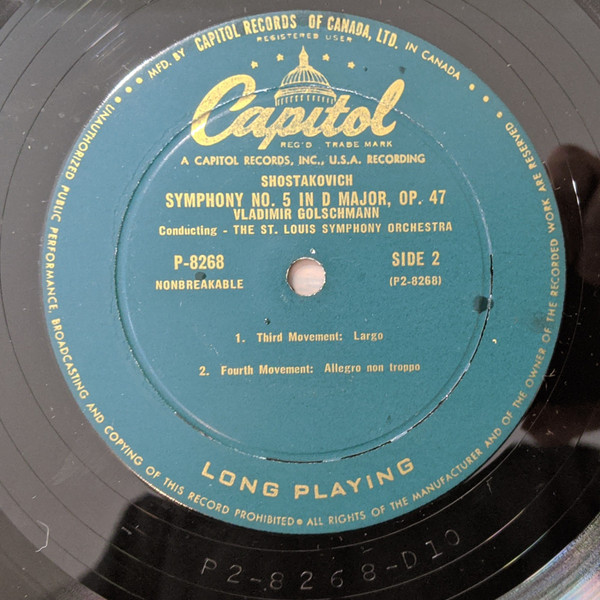 MFD. BY CAPITOL RECORDS OF CANADA, LTD. IN CANADA
REGISTERED USER
Capitol
REG'D TRADE MARK
A CAPITOL RECORDS, INC., U.S.A. RECORDING
SHOSTAKOVICH
SYMPHONY NO. 5 IN D MAJOR, OP. 47
VLADIMIR GOLSCHMANN
Conducting - THE ST. LOUIS SYMPHONY ORCHESTRA
P-8268 SIDE 2
NONBREAKABLE (P2-8268)
1. Third Movement: Largo
2. Fourth Movement: Allegro non troppo
LONG PLAYING
UNAUTHORIZED PUBLIC PERFORMANCE, BROADCASTING AND COPYING OF THIS RECORD PROHIBITED • ALL RIGHTS OF THE MANUFACTURER AND OF THE OWNER OF THE RECORDED WORK ARE RESERVED
P2-8268-D10